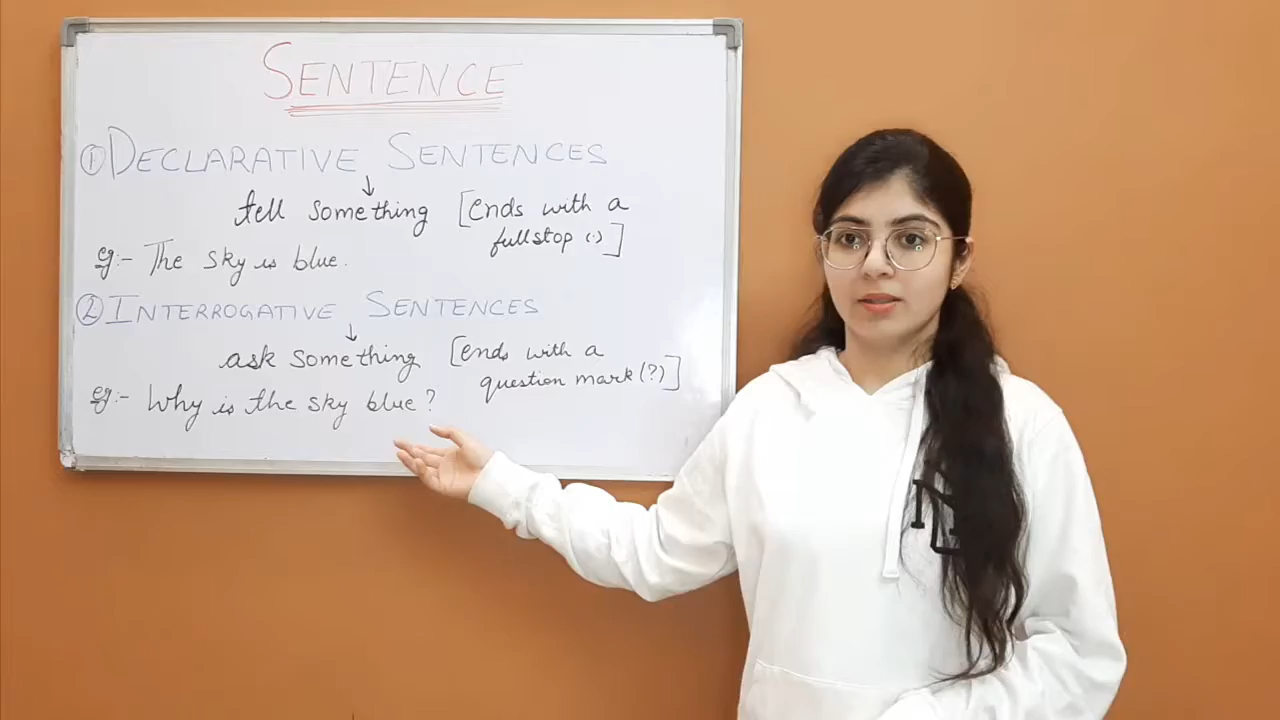 SENTENCE
① DECLARATIVE SENTENCES
tell something [ends with a
fullstop (.)]
eg:- The sky is blue.
② INTERROGATIVE SENTENCES
ask something [ends with a
question mark (?)]
eg:- Why is the sky blue?